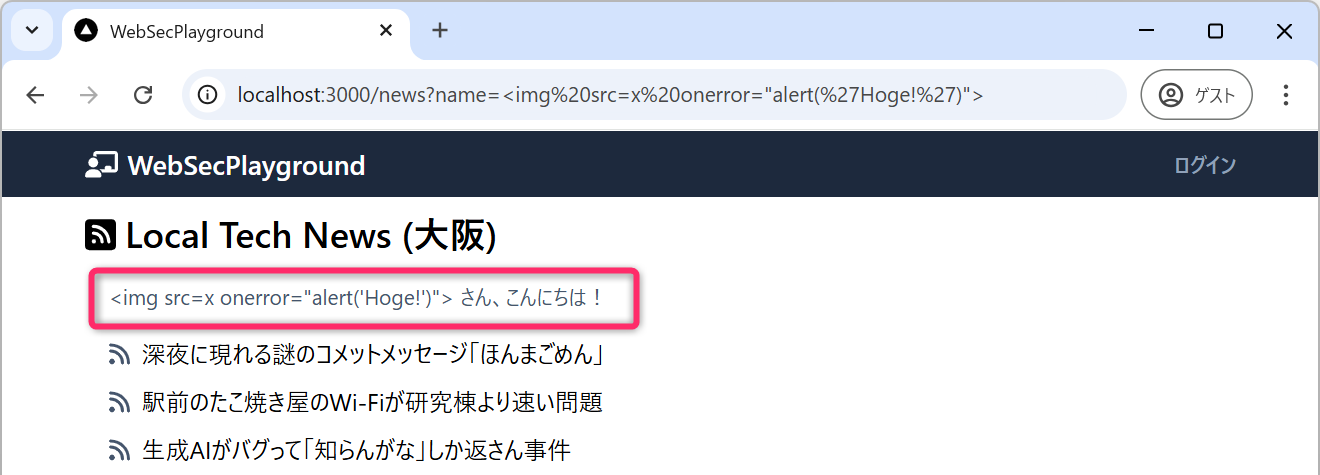 WebSecPlayground
localhost:3000/news?name=<img%20src=x%20onerror="alert(%27Hoge!%27)">
ゲスト
WebSecPlayground
ログイン
Local Tech News (大阪)
<img src=x onerror="alert('Hoge!')"> さん、こんにちは！
深夜に現れる謎のコメットメッセージ「ほんまごめん」
駅前のたこ焼き屋のWi-Fiが研究棟より速い問題
生成AIがバグって「知らんがな」しか返さん事件